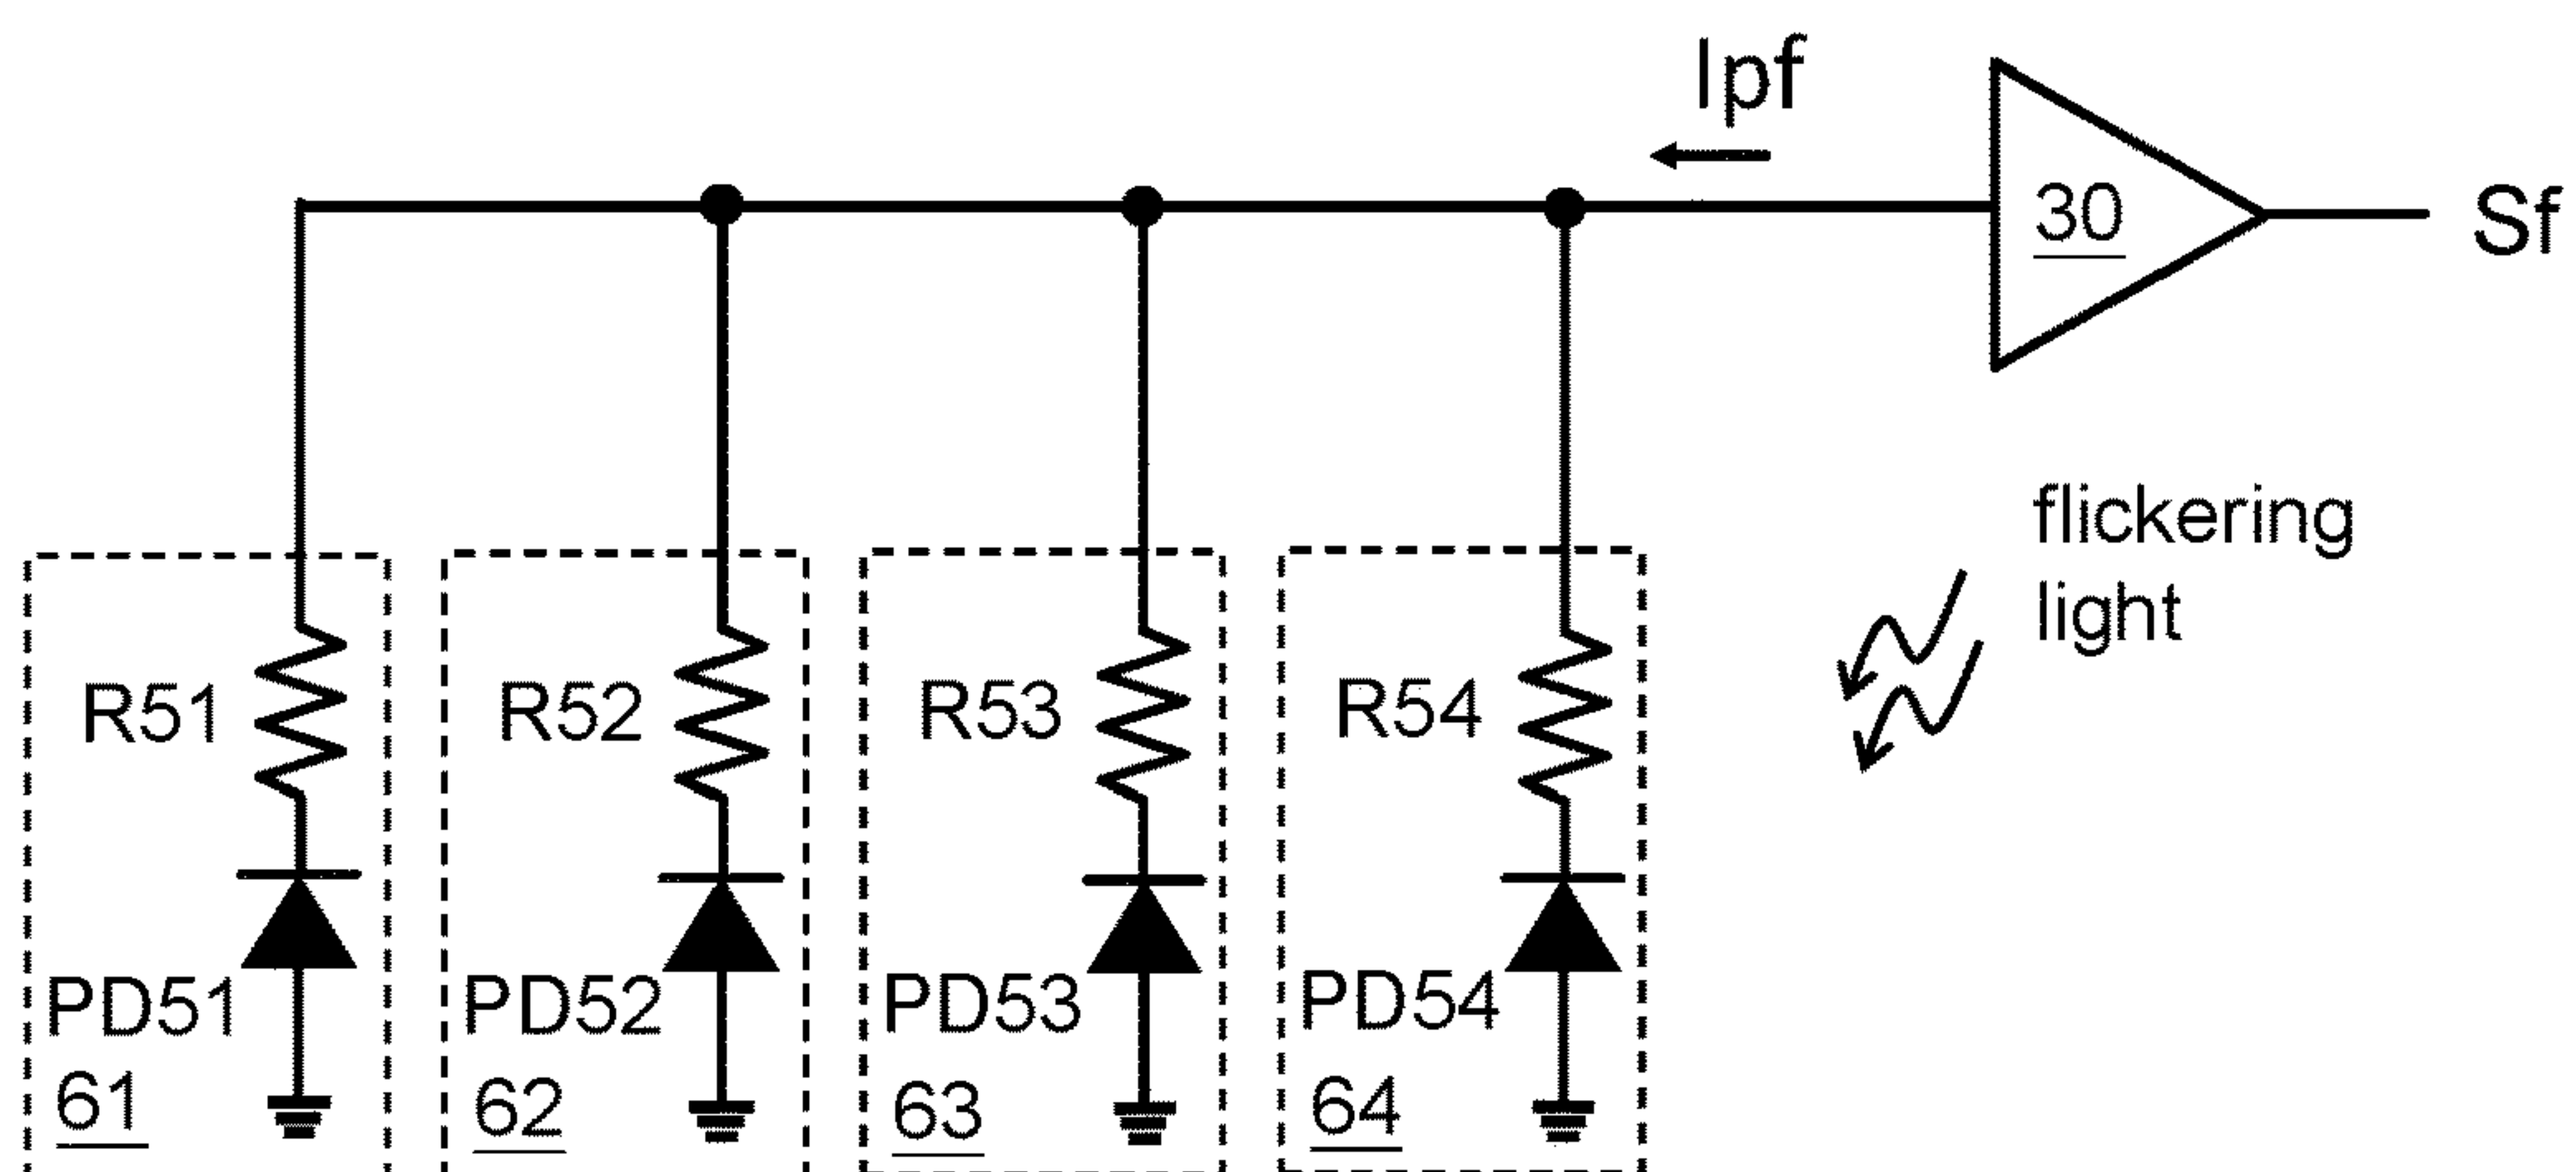 Ipf
30
Sf
flickering
light
R51
R52
R53
R54
PD51
PD52
PD53
PD54
61
62
63
64